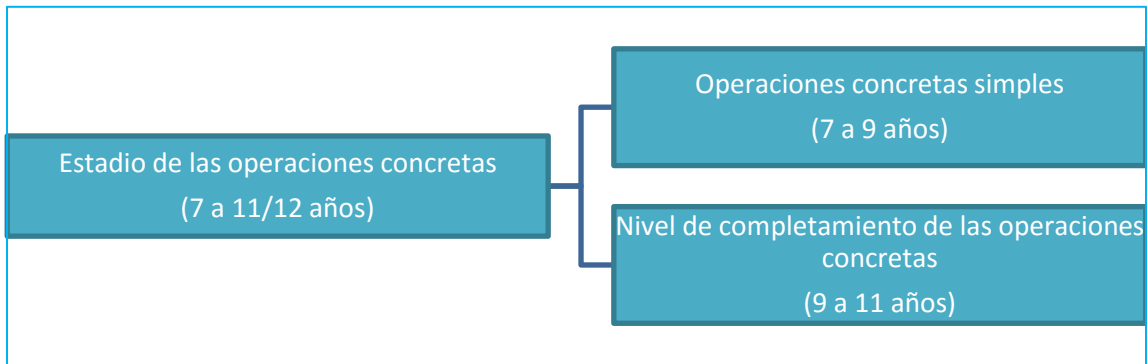 Estadio de las operaciones concretas
(7 a 11/12 años)
Operaciones concretas simples
(7 a 9 años)
Nivel de completamiento de las operaciones
concretas
(9 a 11 años)